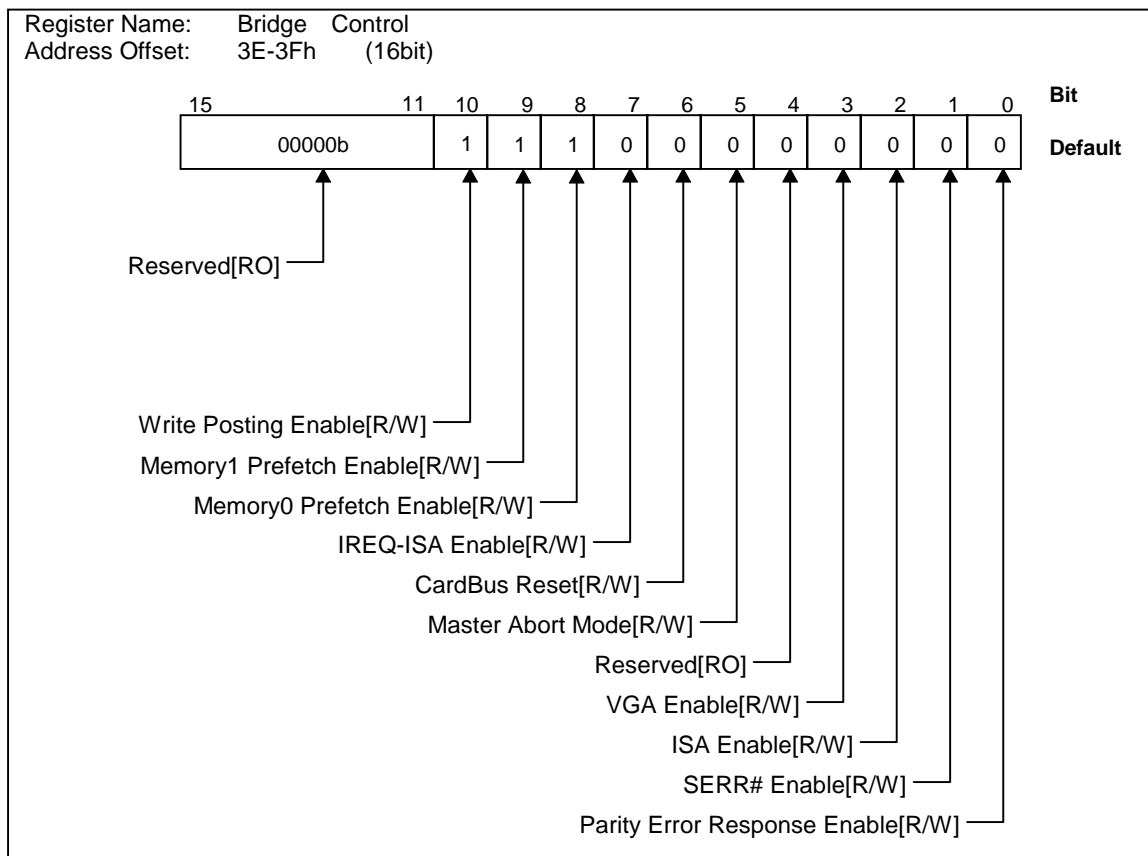 Register Name: Bridge Control
Address Offset: 3E-3Fh (16bit)
15 11 10 9 8 7 6 5 4 3 2 1 0 Bit
00000b 1 1 1 0 0 0 0 0 0 0 0 Default
Reserved[RO]
Write Posting Enable[R/W]
Memory1 Prefetch Enable[R/W]
Memory0 Prefetch Enable[R/W]
IREQ-ISA Enable[R/W]
CardBus Reset[R/W]
Master Abort Mode[R/W]
Reserved[RO]
VGA Enable[R/W]
ISA Enable[R/W]
SERR# Enable[R/W]
Parity Error Response Enable[R/W]